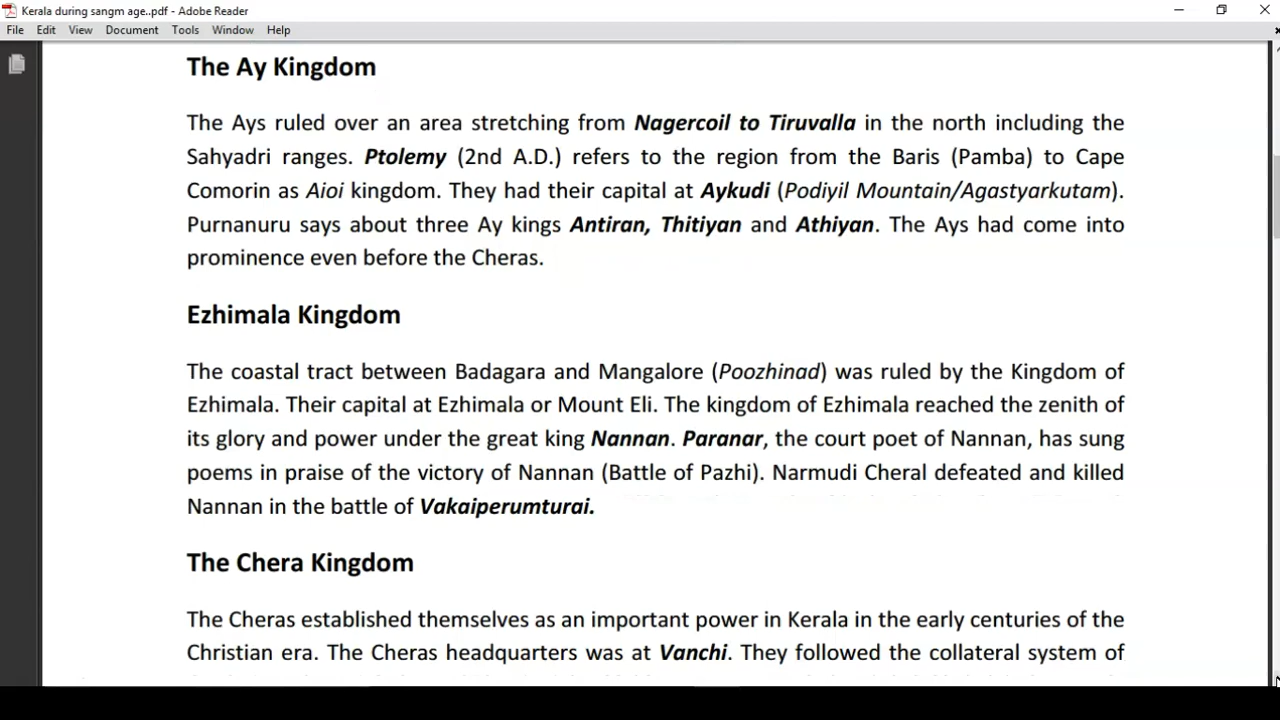 Kerala during sangm age..pdf - Adobe Reader
File Edit View Document Tools Window Help
The Ay Kingdom
The Ays ruled over an area stretching from Nagercoil to Tiruvalla in the north including the
Sahyadri ranges. Ptolemy (2nd A.D.) refers to the region from the Baris (Pamba) to Cape
Comorin as Aioi kingdom. They had their capital at Aykudi (Podiyil Mountain/Agastyarkutam).
Purnanuru says about three Ay kings Antiran, Thitiyan and Athiyan. The Ays had come into
prominence even before the Cheras.
Ezhimala Kingdom
The coastal tract between Badagara and Mangalore (Poozhinad) was ruled by the Kingdom of
Ezhimala. Their capital at Ezhimala or Mount Eli. The kingdom of Ezhimala reached the zenith of
its glory and power under the great king Nannan. Paranar, the court poet of Nannan, has sung
poems in praise of the victory of Nannan (Battle of Pazhi). Narmudi Cheral defeated and killed
Nannan in the battle of Vakaiperumturai.
The Chera Kingdom
The Cheras established themselves as an important power in Kerala in the early centuries of the
Christian era. The Cheras headquarters was at Vanchi. They followed the collateral system of